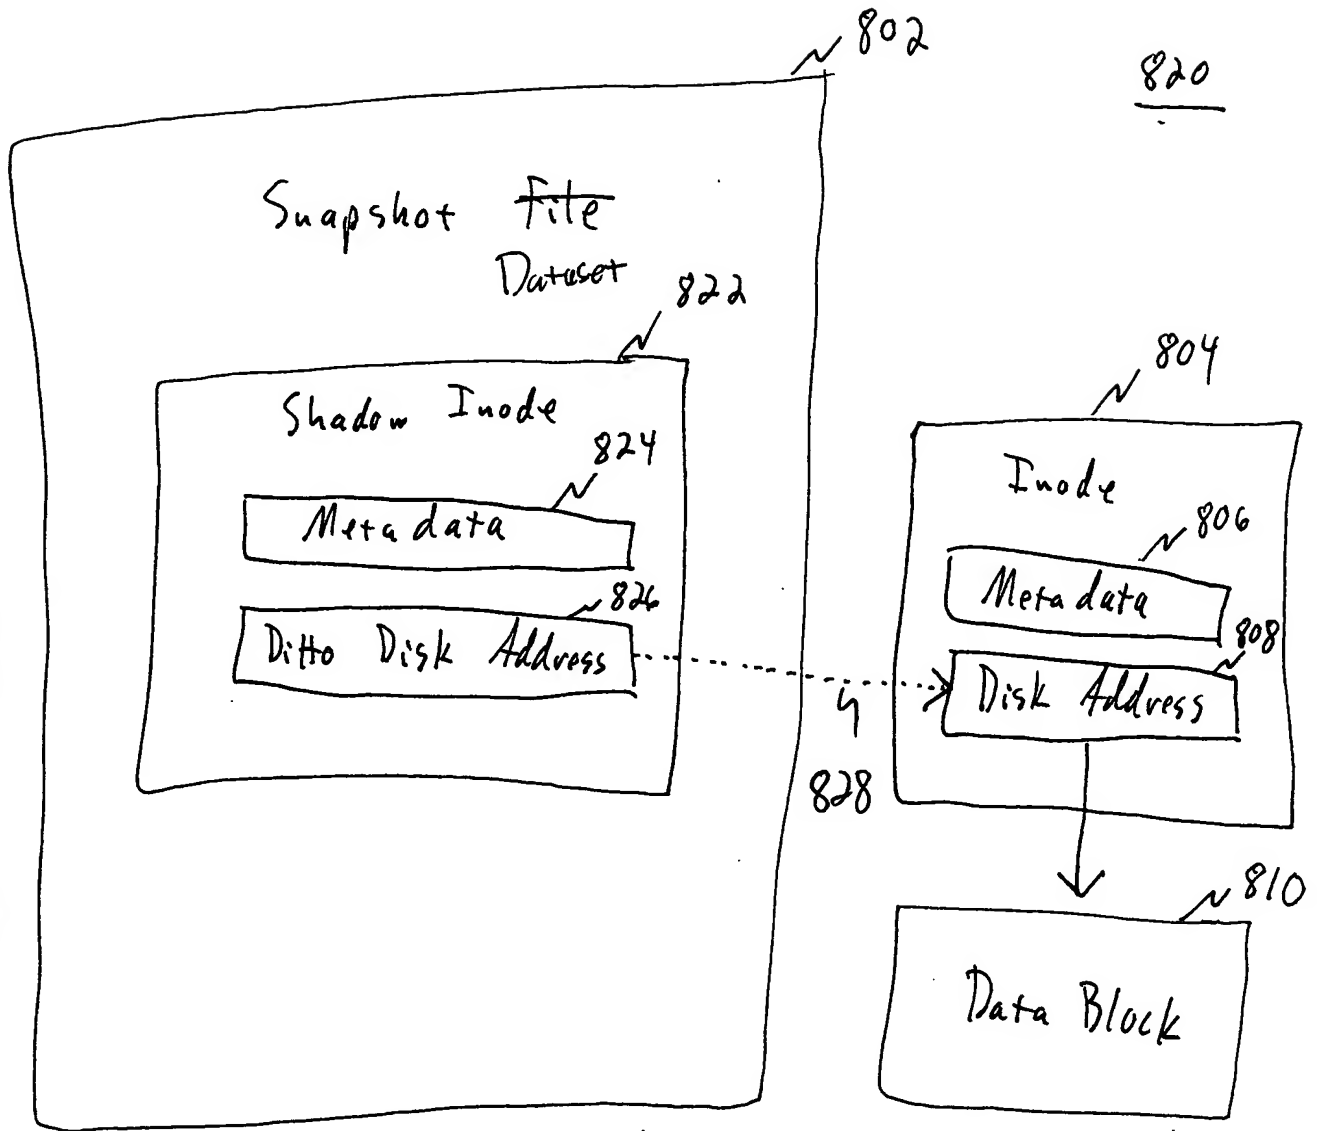 802
820
Snapshot File
Dataset
822
Shadow Inode
824
Metadata
826
Ditto Disk Address
828
804
Inode
806
Metadata
808
Disk Address
810
Data Block